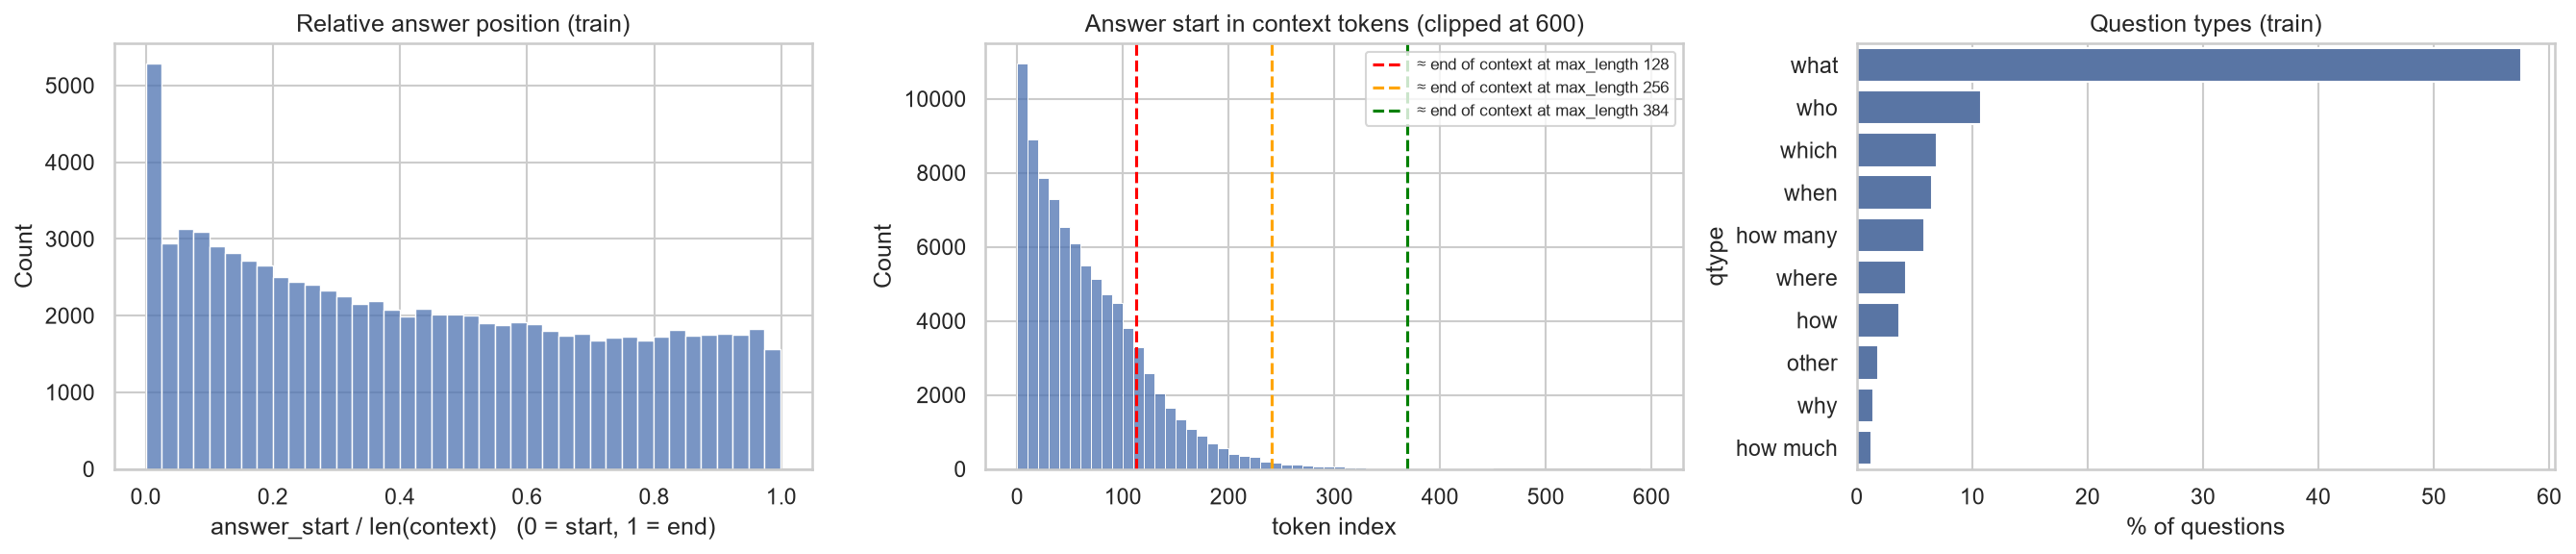 Relative answer position (train)
Count
5000
4000
3000
2000
1000
0
0.0 0.2 0.4 0.6 0.8 1.0
answer_start / len(context) (0 = start, 1 = end)
Answer start in context tokens (clipped at 600)
≈ end of context at max_length 128
≈ end of context at max_length 256
≈ end of context at max_length 384
Count
10000
8000
6000
4000
2000
0
0 100 200 300 400 500 600
token index
Question types (train)
qtype
what
who
which
when
how many
where
how
other
why
how much
0 10 20 30 40 50 60
% of questions